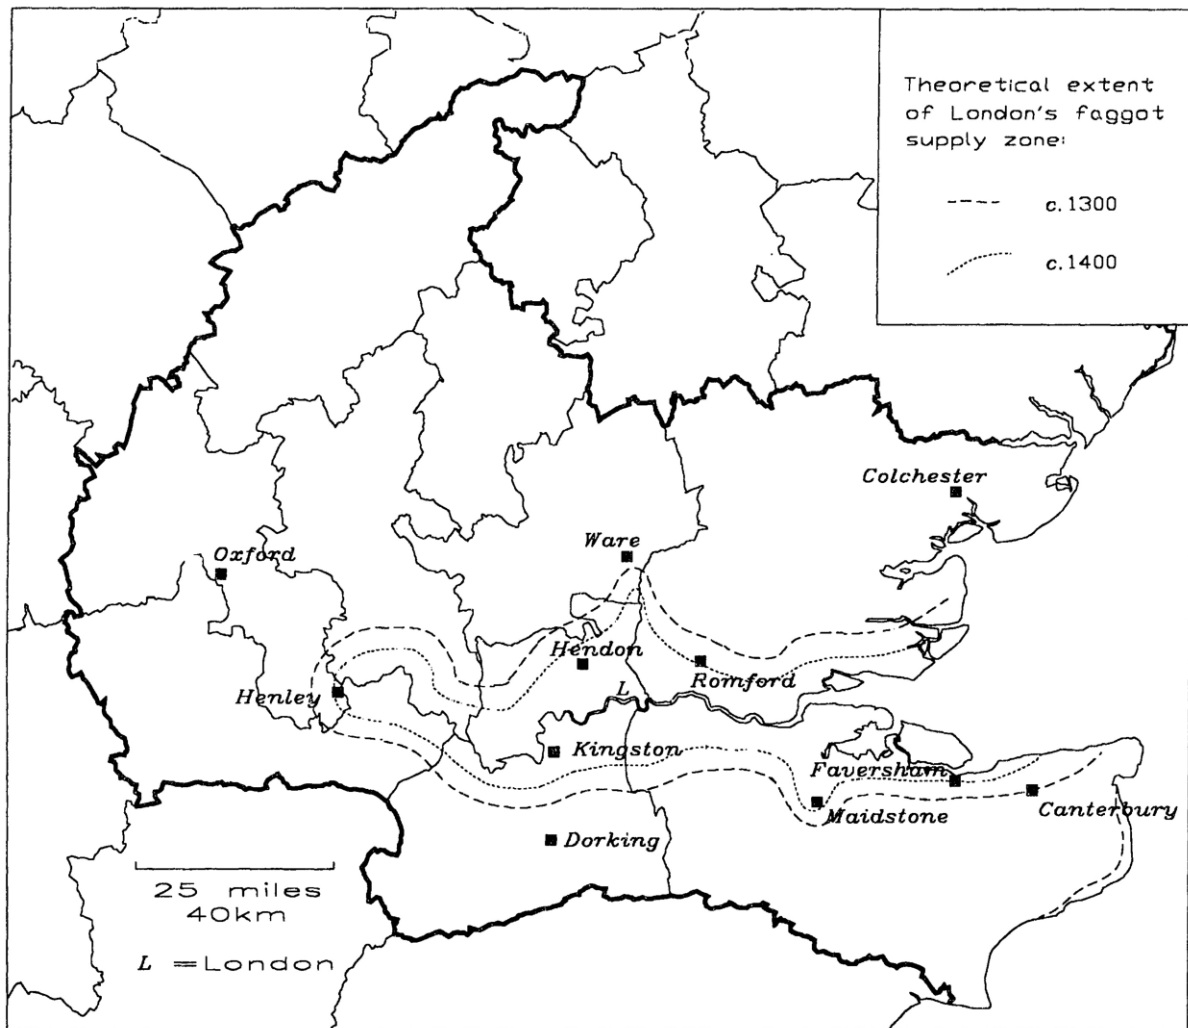 Theoretical extent
of London's faggot
supply zone:
c.1300
c.1400
Colchester
Ware
Oxford
Hendon
Romford
Henley
L
Kingston
Faversham
Maidstone
Canterbury
Dorking
25 miles
40km
L = London